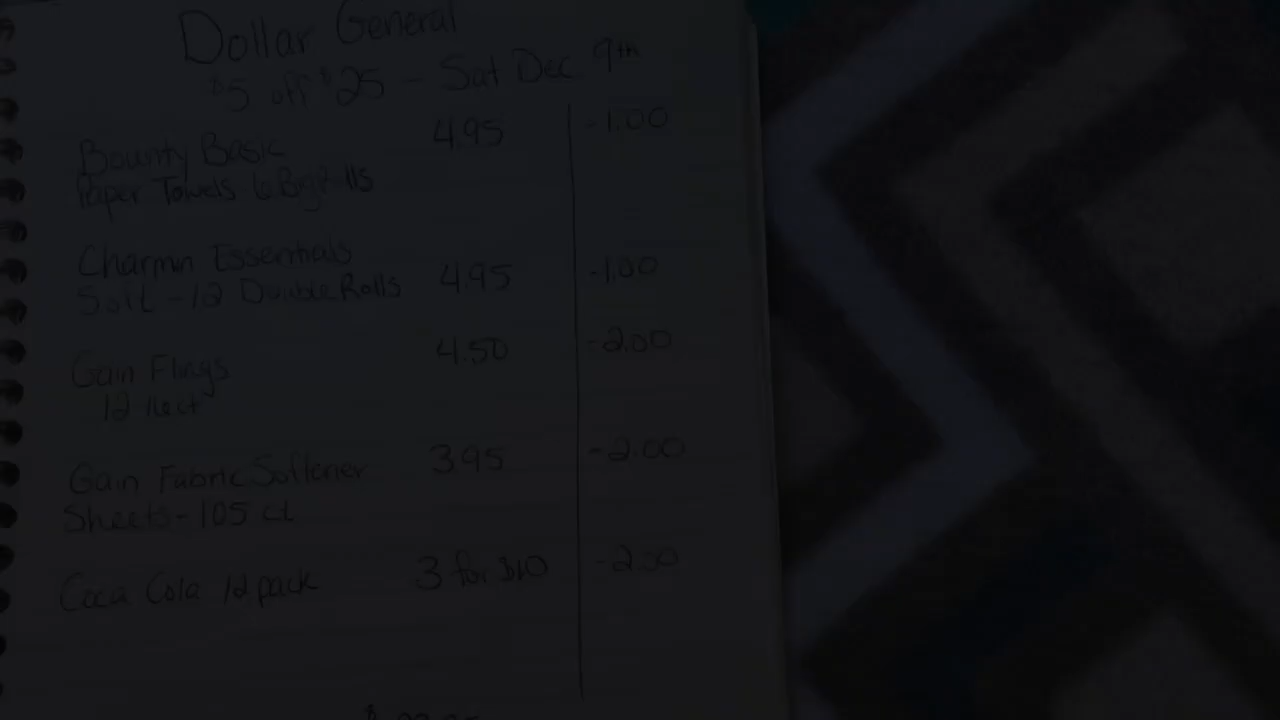 Dollar General
$5 off $25 - Sat Dec 9th
Bounty Basic 4.95 -1.00
Paper Towels 6 Big
Charmin Essentials
Soft - 12 Double Rolls 4.95 -1.00
Gain Flings 4.50 -2.00
12
Gain Fabric Softener 3.95 -2.00
Sheets - 105 ct
Coca Cola 12 pack 3 for $10 -2.00